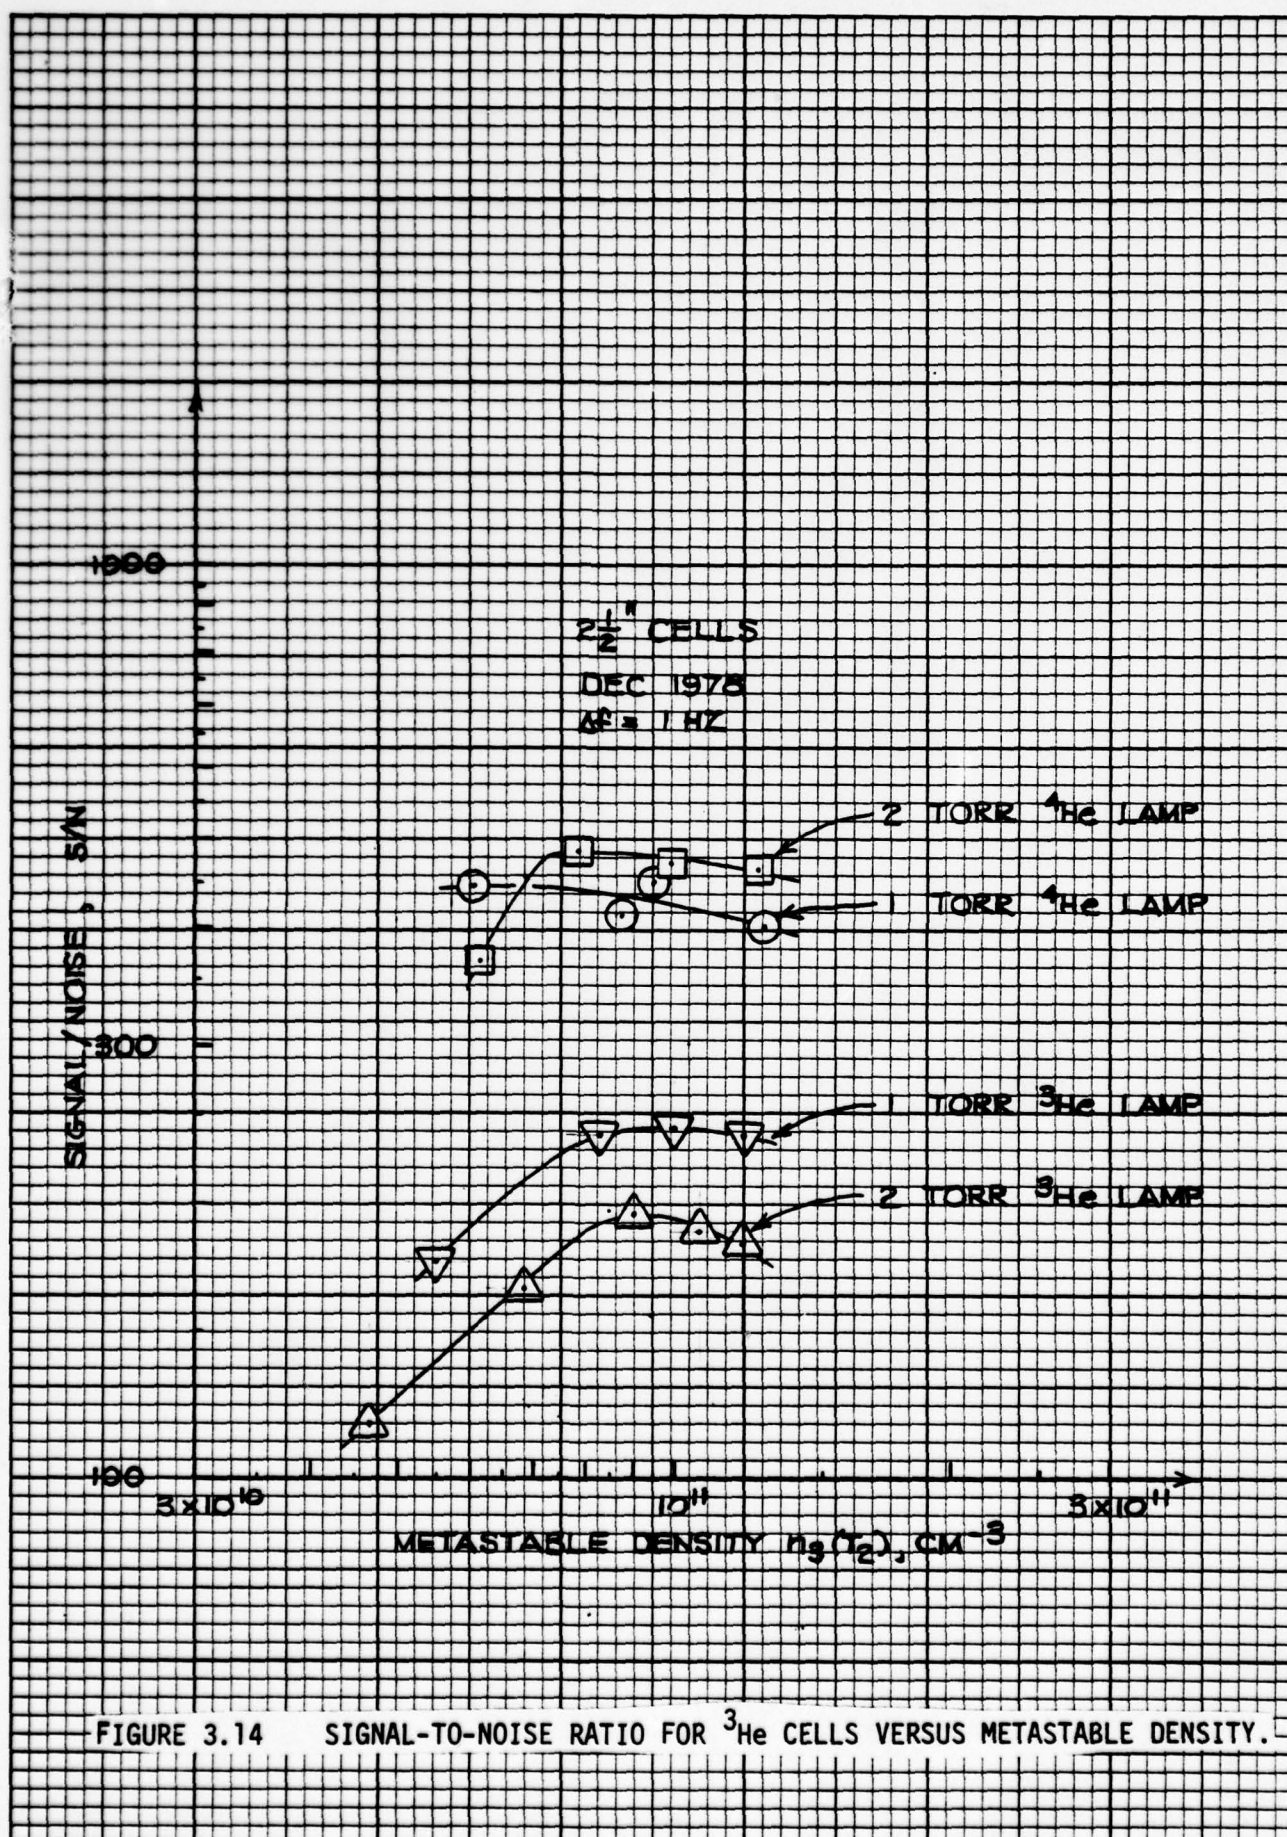 1000
2½" CELLS
DEC 1978
Δf = 1 HZ
SIGNAL/NOISE, S/N
2 TORR ⁴He LAMP
1 TORR ⁴He LAMP
300
1 TORR ³He LAMP
2 TORR ³He LAMP
100
3×10¹⁰
10¹¹
3×10¹¹
METASTABLE DENSITY n₃(T₂), CM⁻³
FIGURE 3.14 SIGNAL-TO-NOISE RATIO FOR ³He CELLS VERSUS METASTABLE DENSITY.